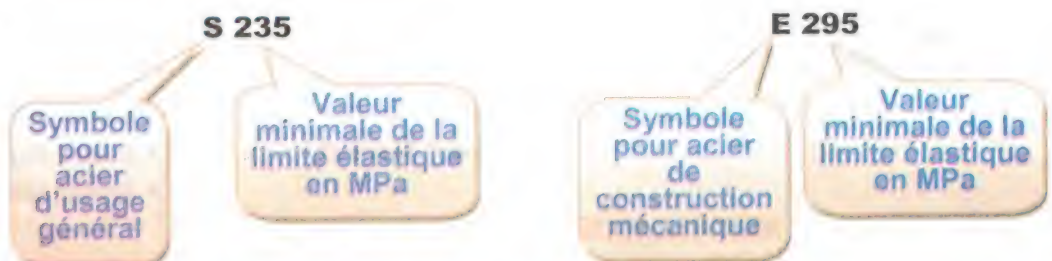 S 235
Symbole
pour
acier
d'usage
général
Valeur
minimale de la
limite élastique
en MPa
E 295
Symbole
pour acier
de
construction
mécanique
Valeur
minimale de la
limite élastique
en MPa